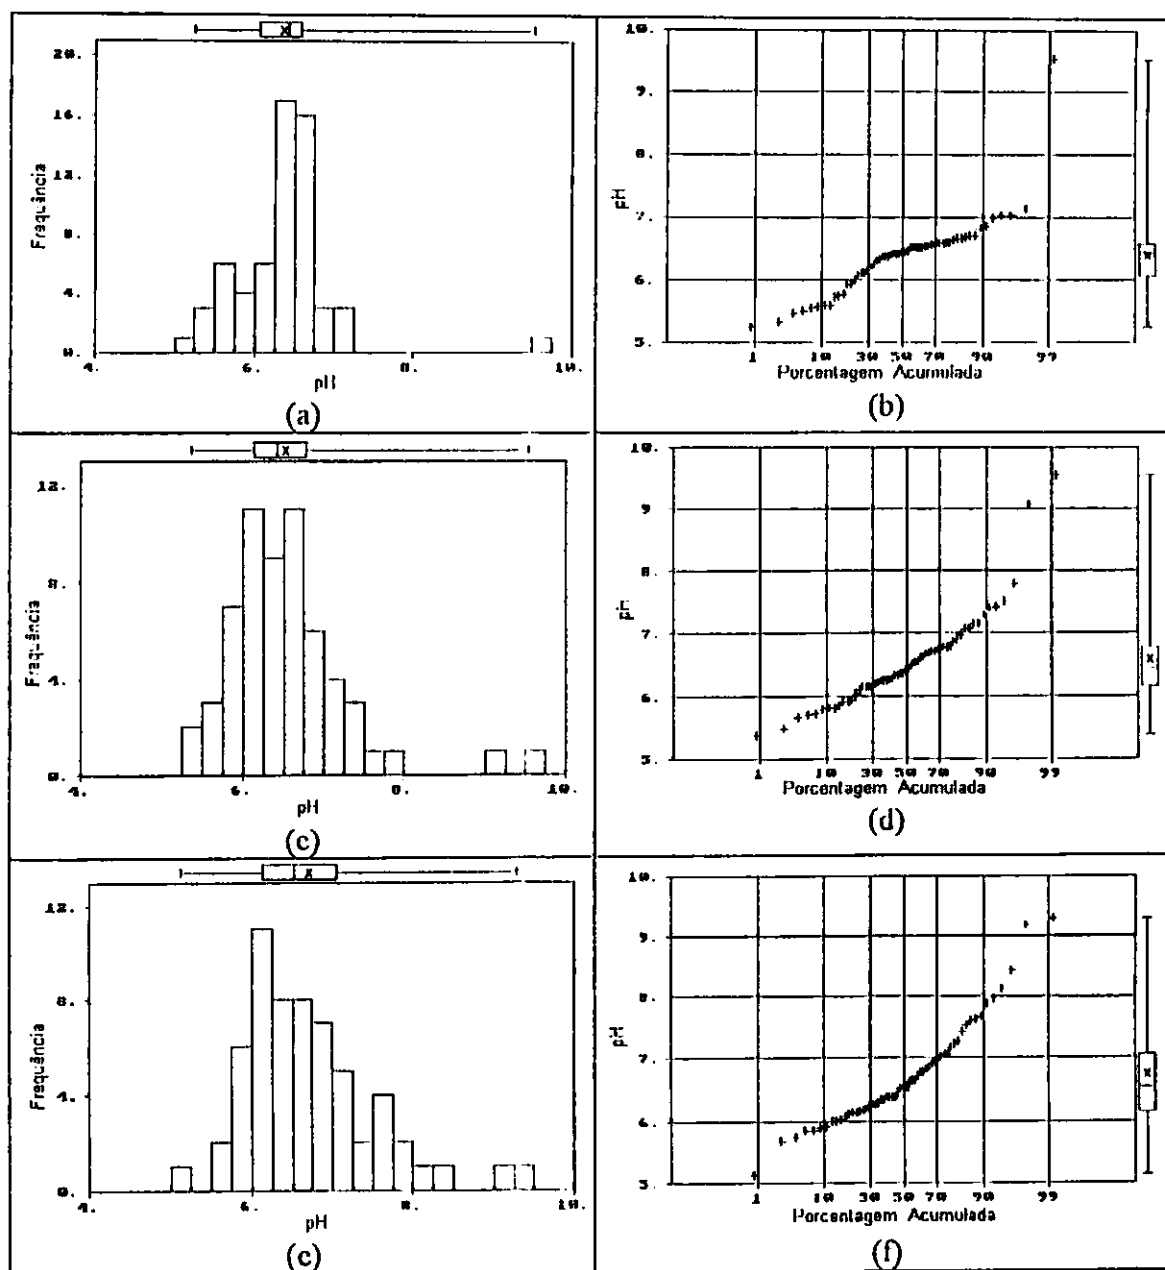 20.
16.
12.
8.
4.
0.
Frequência
4. 6. 8. 10.
pH
(a)
10.
9.
8.
7.
6.
5.
pH
1 10 30 50 70 90 99
Porcentagem Acumulada
(b)
12.
8.
4.
0.
Frequência
4. 6. 8. 10.
pH
(c)
10.
9.
8.
7.
6.
5.
pH
1 10 30 50 70 90 99
Porcentagem Acumulada
(d)
12.
8.
4.
0.
Frequência
4. 6. 8. 10.
pH
(e)
10.
9.
8.
7.
6.
5.
pH
1 10 30 50 70 90 99
Porcentagem Acumulada
(f)